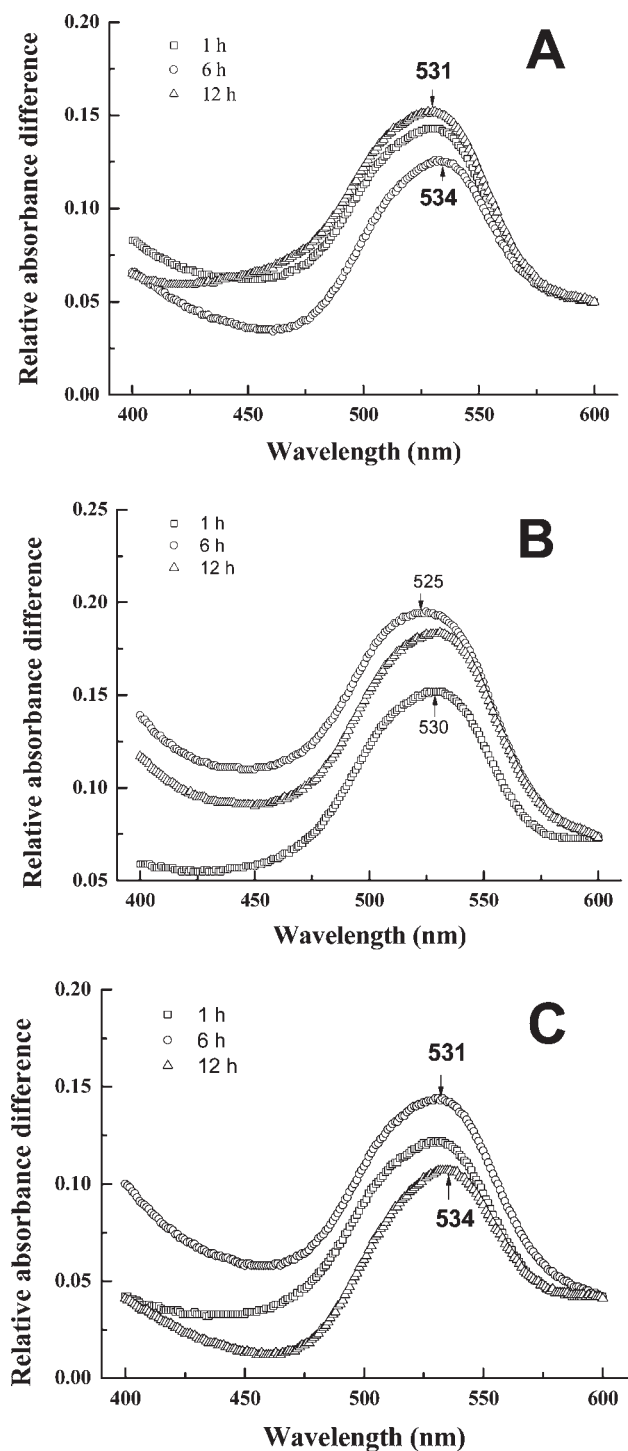 A
1 h
6 h
12 h
531
534
0.20
0.15
0.10
0.05
0.00
400 450 500 550 600
Relative absorbance difference
Wavelength (nm)
B
1 h
6 h
12 h
525
530
0.25
0.20
0.15
0.10
0.05
400 450 500 550 600
Relative absorbance difference
Wavelength (nm)
C
1 h
6 h
12 h
531
534
0.20
0.15
0.10
0.05
0.00
400 450 500 550 600
Relative absorbance difference
Wavelength (nm)